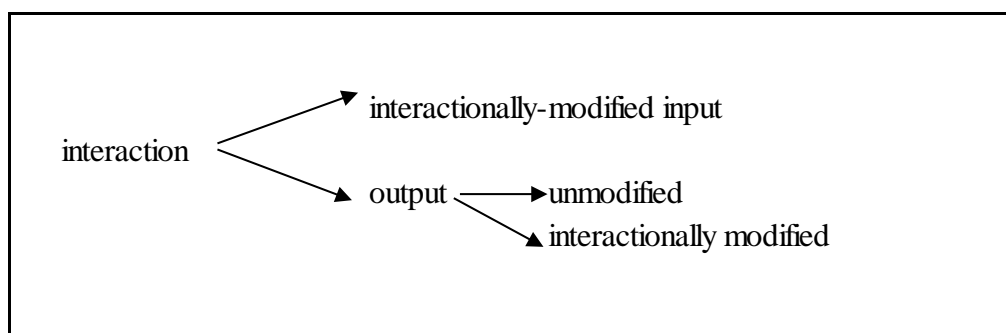 interactionally-modified input
interaction
output
unmodified
interactionally modified